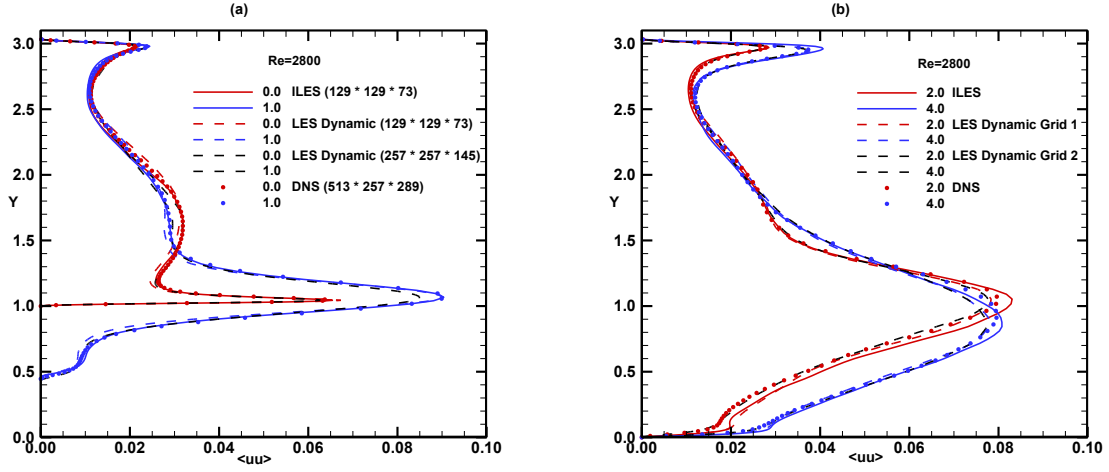 (a)
3.0
2.5
2.0
Y
1.5
1.0
0.5
0.0
0.00 0.02 0.04 0.06 0.08 0.10
<uu>
Re=2800
0.0 ILES (129 * 129 * 73)
1.0
0.0 LES Dynamic (129 * 129 * 73)
1.0
0.0 LES Dynamic (257 * 257 * 145)
1.0
0.0 DNS (513 * 257 * 289)
1.0
(b)
3.0
2.5
2.0
Y
1.5
1.0
0.5
0.0
0.00 0.02 0.04 0.06 0.08 0.10
<uu>
Re=2800
2.0 ILES
4.0
2.0 LES Dynamic Grid 1
4.0
2.0 LES Dynamic Grid 2
4.0
2.0 DNS
4.0